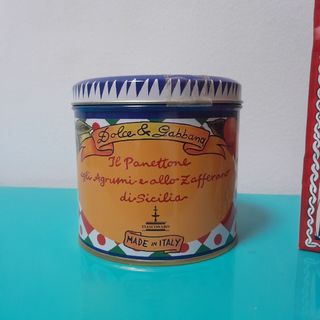 Dolce & Gabbana
Il Panettone
agli Agrumi e allo Zafferano
di Sicilia
FIASCONARO
MADE IN ITALY